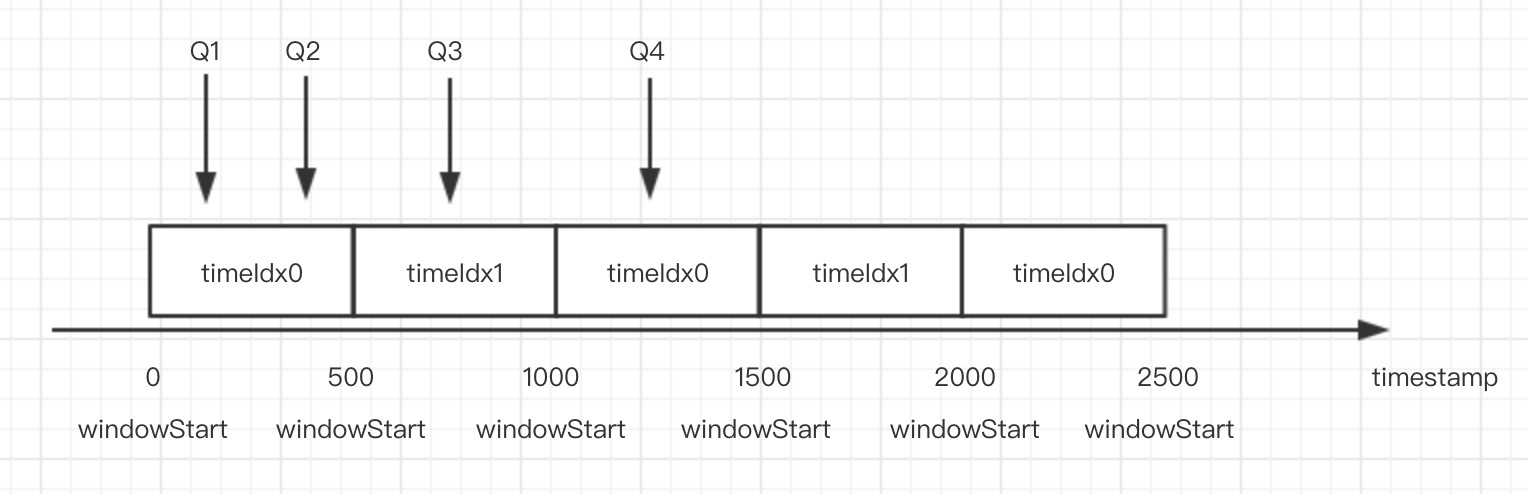 Q1 Q2 Q3 Q4
timeIdx0 timeIdx1 timeIdx0 timeIdx1 timeIdx0
0 500 1000 1500 2000 2500 timestamp
windowStart windowStart windowStart windowStart windowStart windowStart